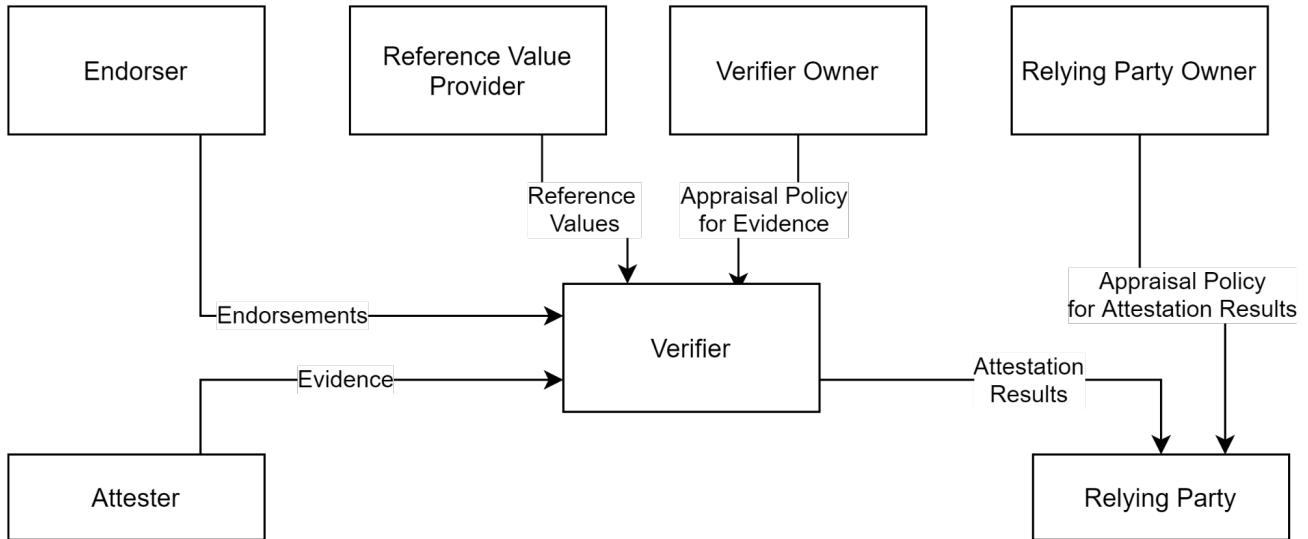 Endorser
Reference Value
Provider
Verifier Owner
Relying Party Owner
Reference
Values
Appraisal Policy
for Evidence
Appraisal Policy
for Attestation Results
Endorsements
Verifier
Evidence
Attestation
Results
Attester
Relying Party